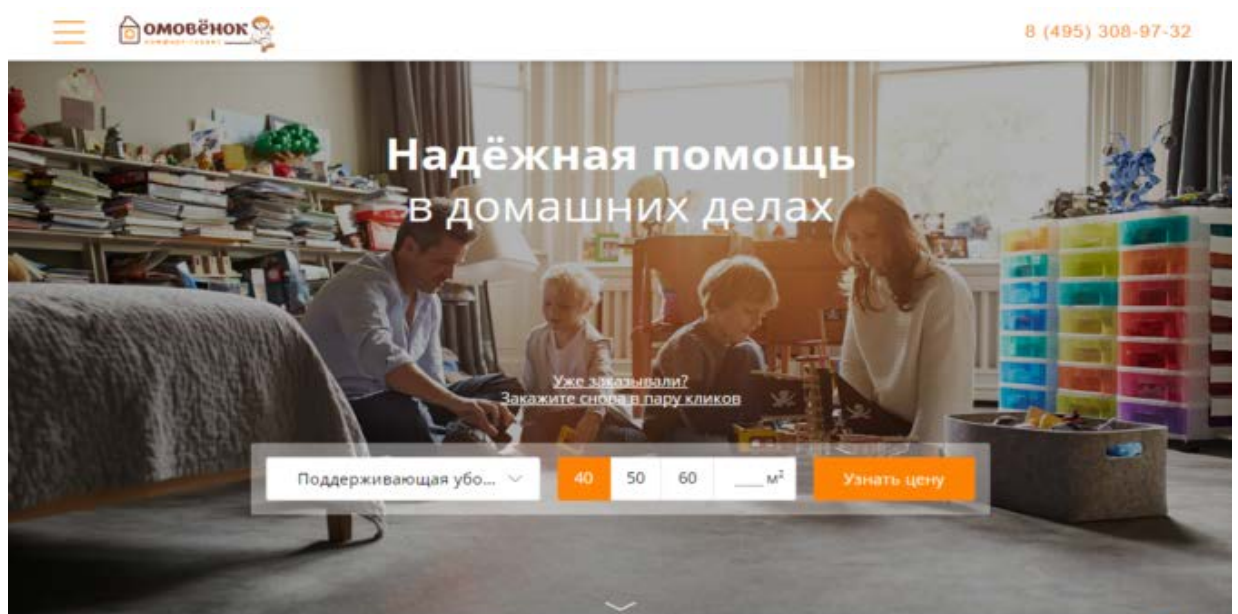 омовёнок
8 (495) 308-97-32
Надёжная помощь
в домашних делах
Уже заказывали?
Закажите снова в пару кликов
Поддерживающая убо... 40 50 60 ___ м² Узнать цену